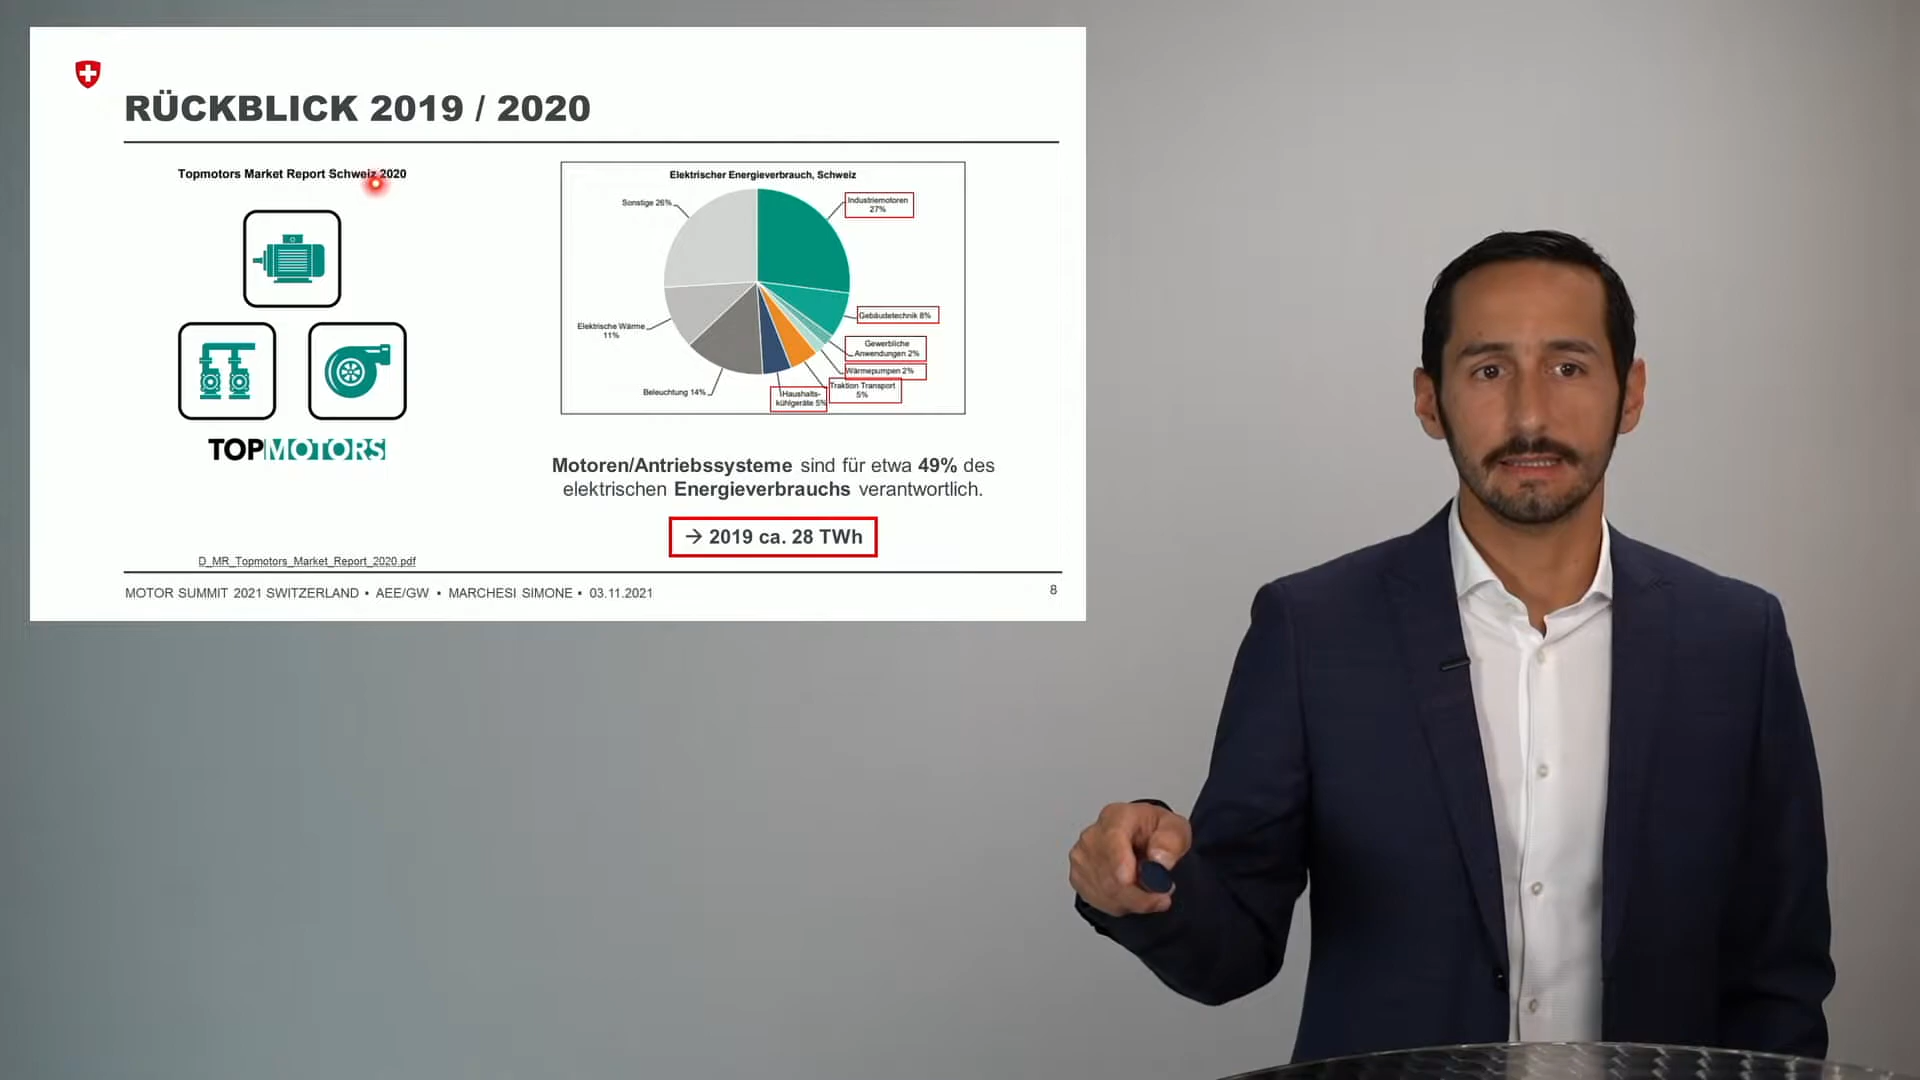 RÜCKBLICK 2019 / 2020
Topmotors Market Report Schweiz 2020
TOPMOTORS
D_MR_Topmotors_Market_Report_2020.pdf
Elektrischer Energieverbrauch, Schweiz
Sonstige 26%
Industriemotoren
27%
Gebäudetechnik 8%
Gewerbliche
Anwendungen 2%
Wärmepumpen 2%
Traktion Transport
5%
Haushalts-
kühlgeräte 5%
Beleuchtung 14%
Elektrische Wärme
11%
Motoren/Antriebssysteme sind für etwa 49% des
elektrischen Energieverbrauchs verantwortlich.
→ 2019 ca. 28 TWh
MOTOR SUMMIT 2021 SWITZERLAND • AEE/GW • MARCHESI SIMONE • 03.11.2021
8